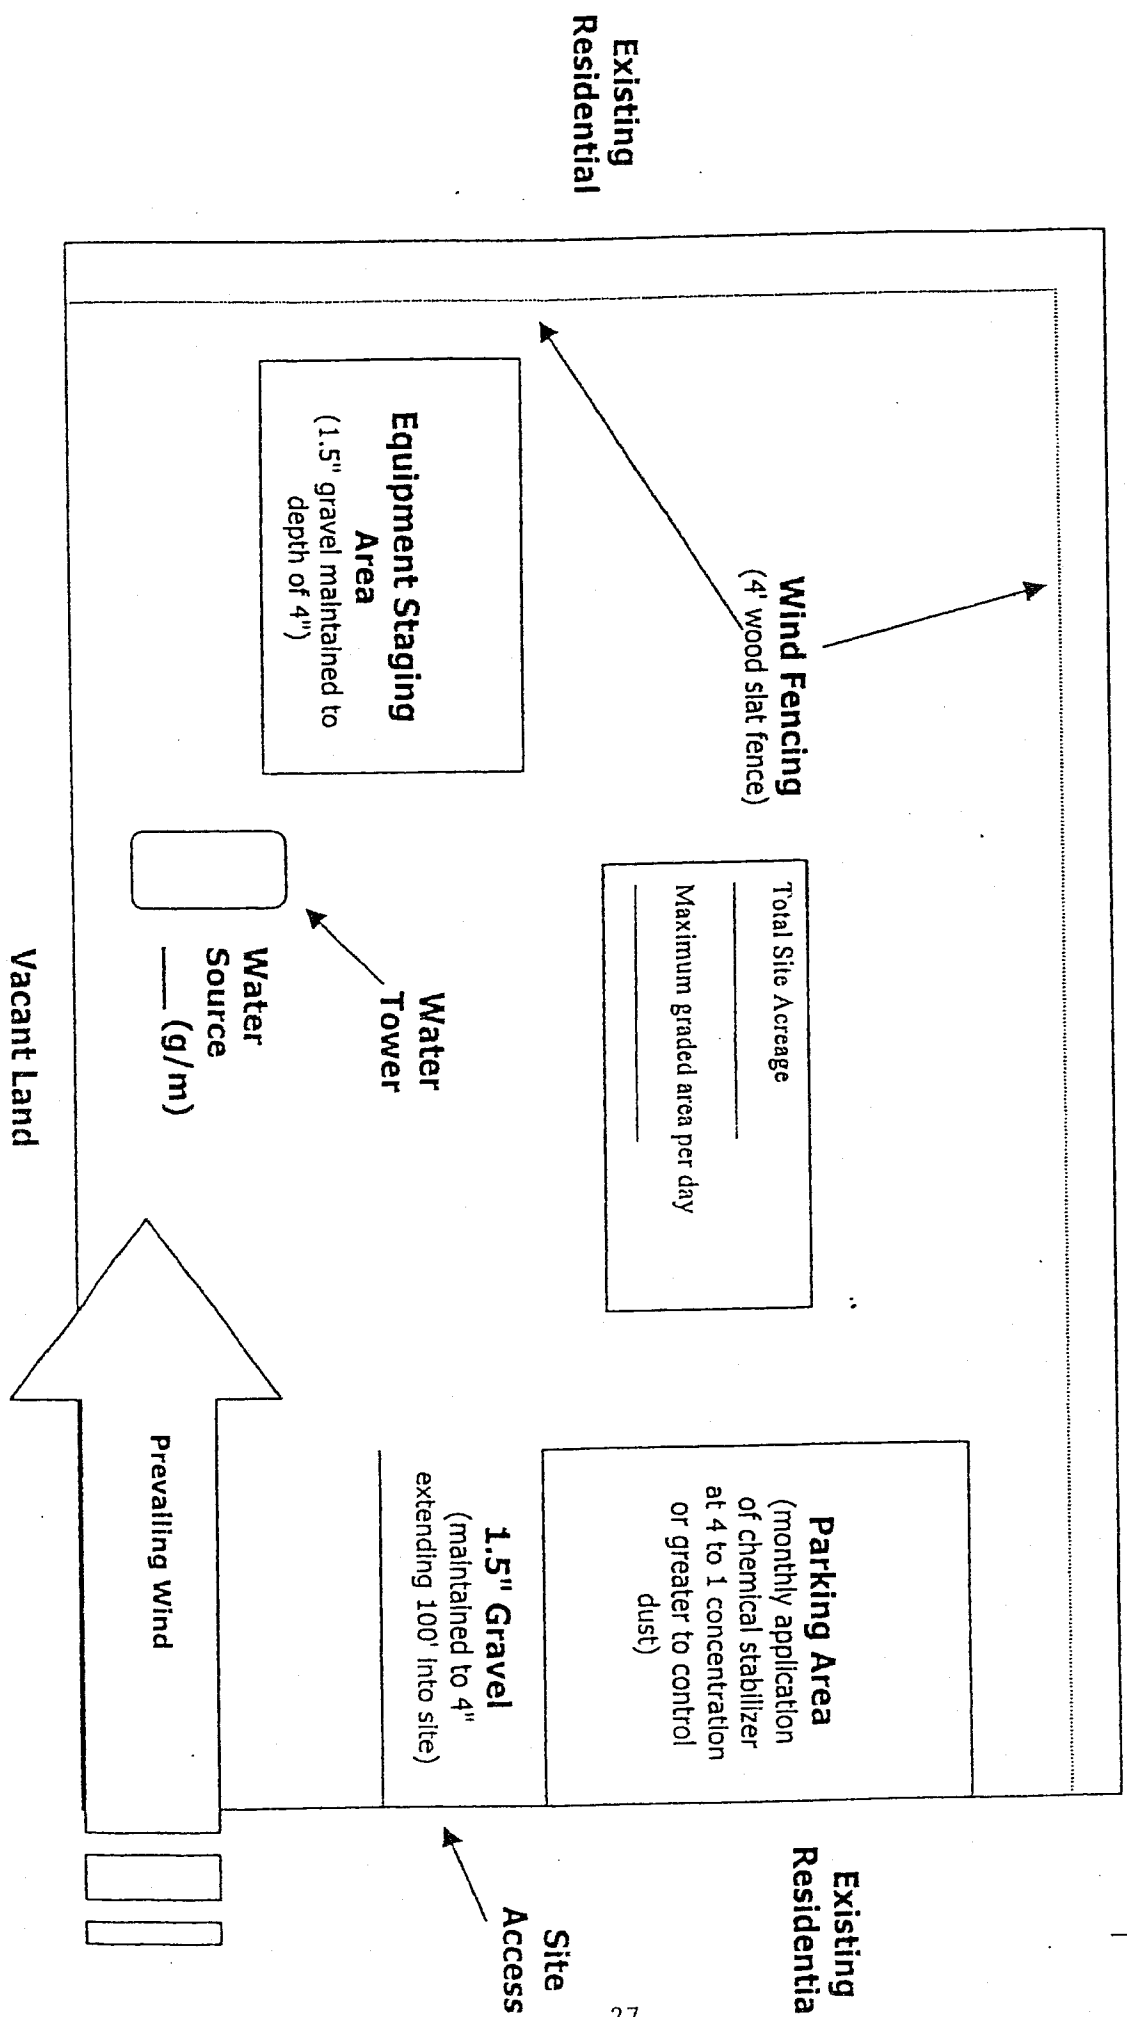 Existing
Residential
Wind Fencing
(4' wood slat fence)
Total Site Acreage
Maximum graded area per day
Parking Area
(monthly application
of chemical stabilizer
at 4 to 1 concentration
or greater to control
dust)
Existing
Residentia
Equipment Staging
Area
(1.5" gravel maintained to
depth of 4")
Water
Tower
Water
Source
____ (g/m)
1.5" Gravel
(maintained to 4"
extending 100' into site)
Site
Access
Prevailing Wind
Vacant Land